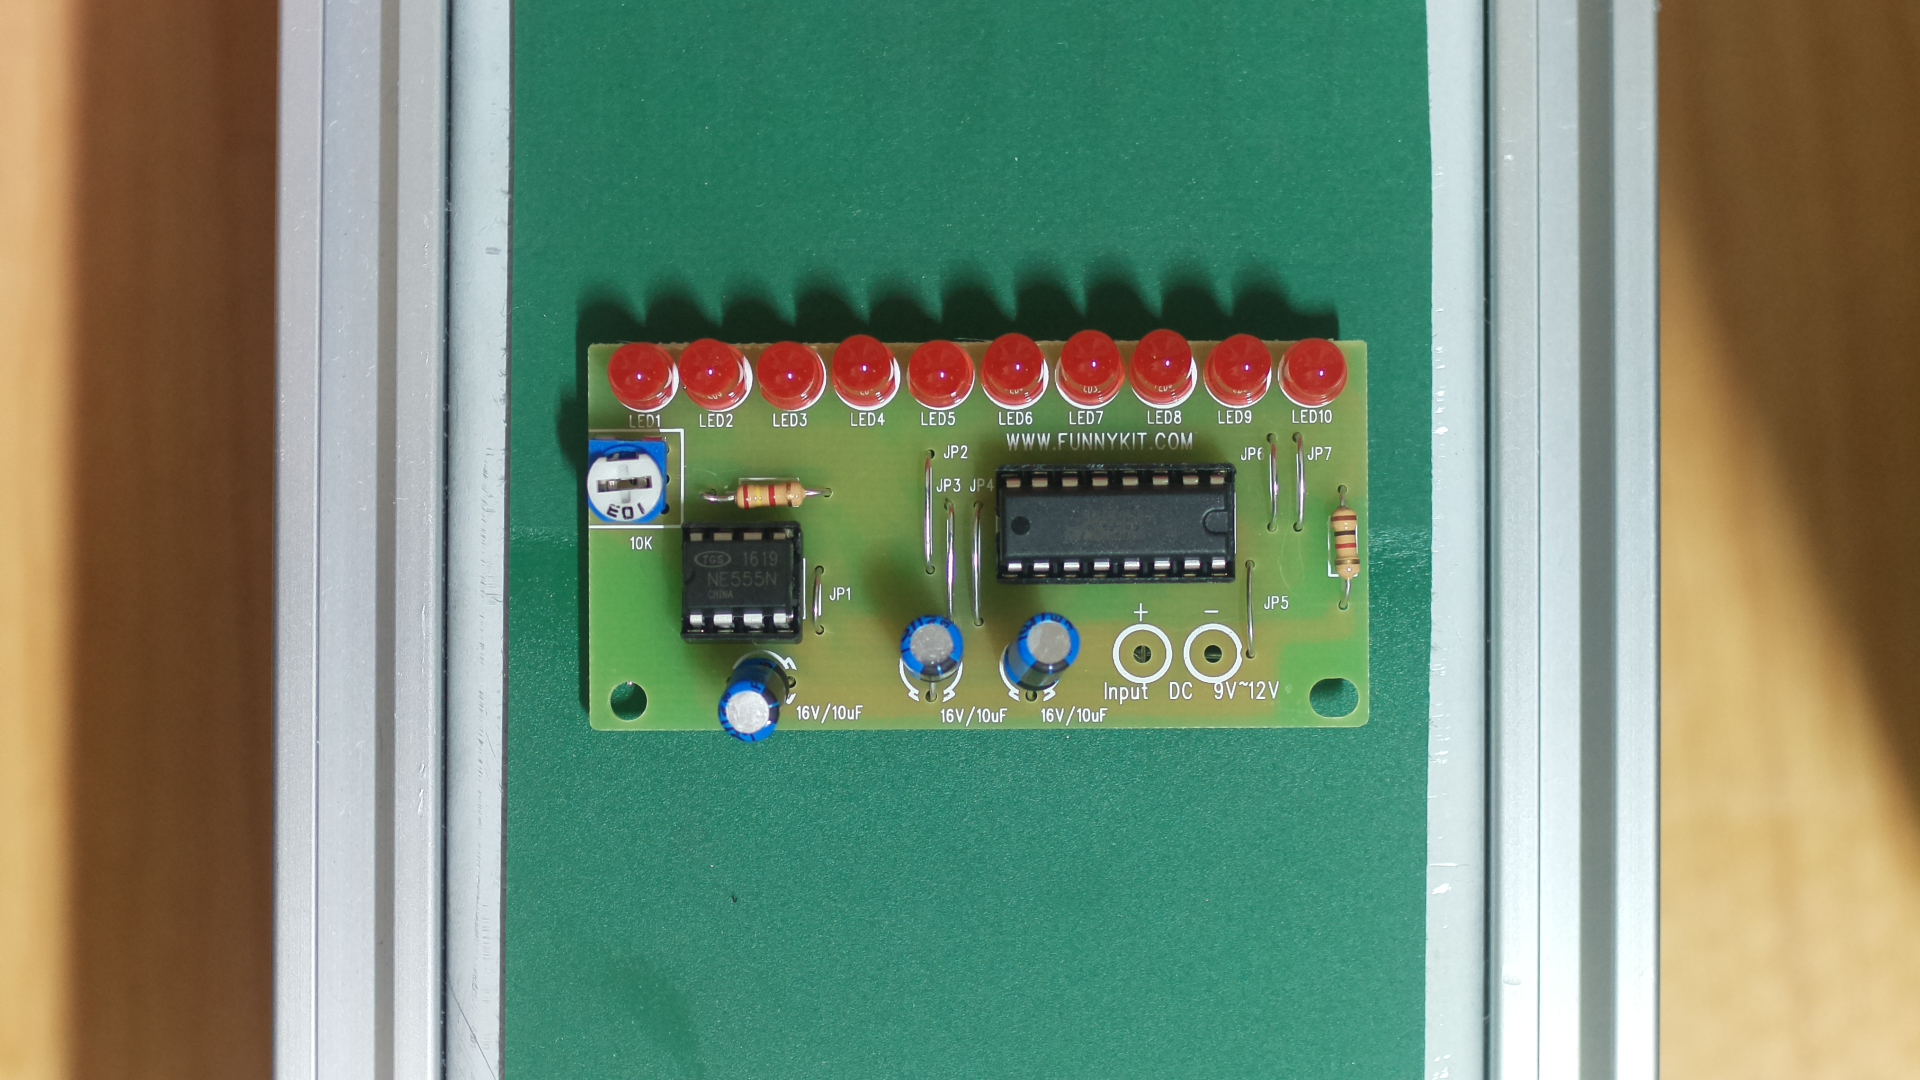 LED1 LED2 LED3 LED4 LED5 LED6 LED7 LED8 LED9 LED10
WWW.FUNNYKIT.COM
JP2
JP6 JP7
JP3 JP4
E01
10K
TGS 1619
NE555N
CHINA
JP1
JP5
+ −
Input DC 9V~12V
16V/10uF 16V/10uF 16V/10uF